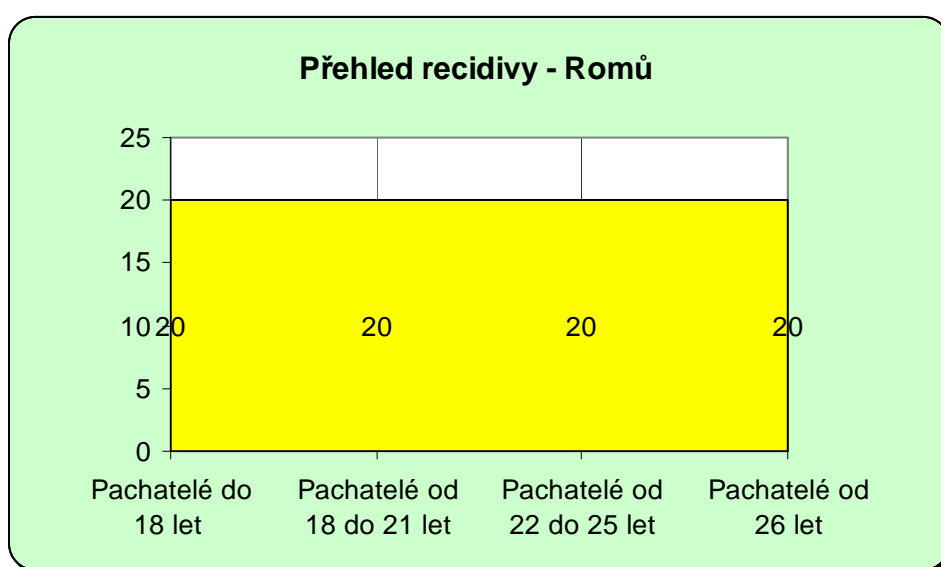 Přehled recidivy - Romů
25
20
15
10
5
0
20 20 20 20
Pachatelé do
18 let
Pachatelé od
18 do 21 let
Pachatelé od
22 do 25 let
Pachatelé od
26 let